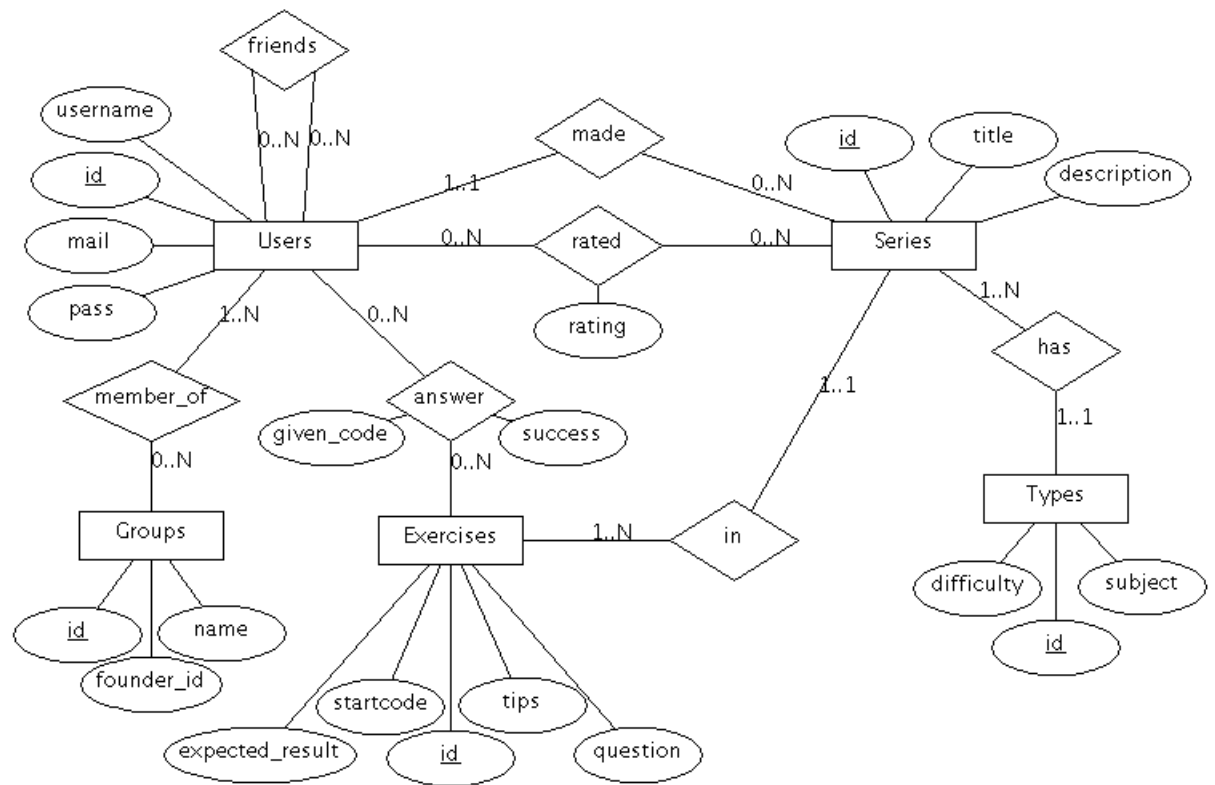 friends
username
made
id
title
id
0..N
0..N
description
1..1
0..N
mail
Users
0..N
rated
0..N
Series
pass
1..N
0..N
rating
1..N
has
member_of
answer
1..1
given_code
success
1..1
0..N
0..N
Types
Groups
Exercises
1..N
in
difficulty
subject
id
name
id
founder_id
startcode
tips
expected_result
id
question